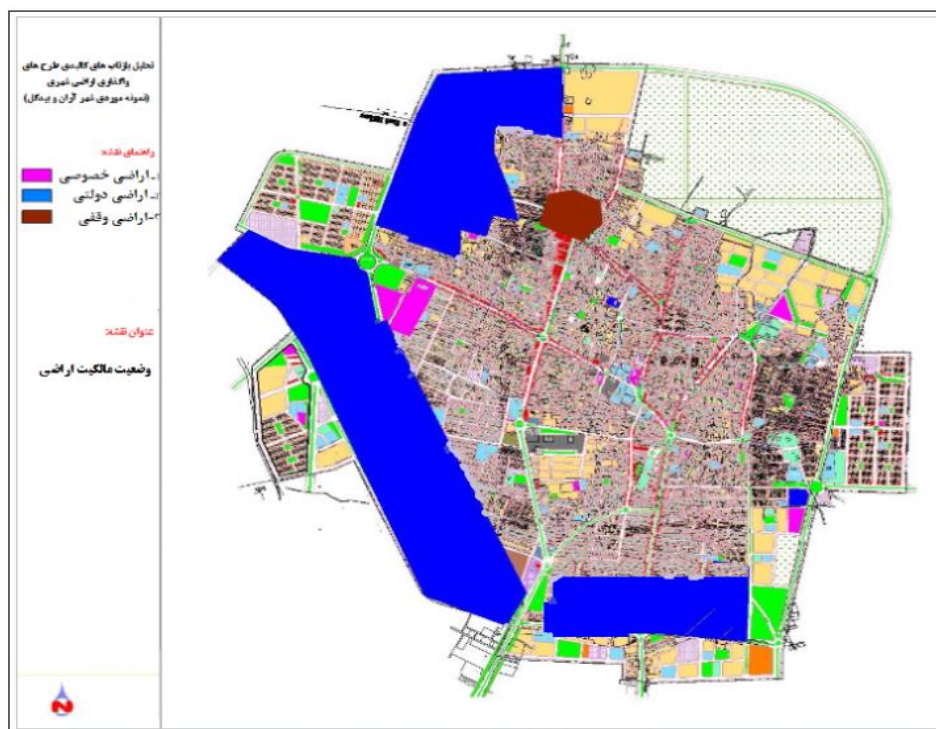 تحلیل بازتاب های کالبدی طرح های
واگذاری اراضی شهری
(نمونه موردی شهر آران و بیدگل)
راهنمای نقشه:
۱-اراضی خصوصی
۲-اراضی دولتی
۳-اراضی وقفی
عنوان نقشه:
وضعیت مالکیت اراضی